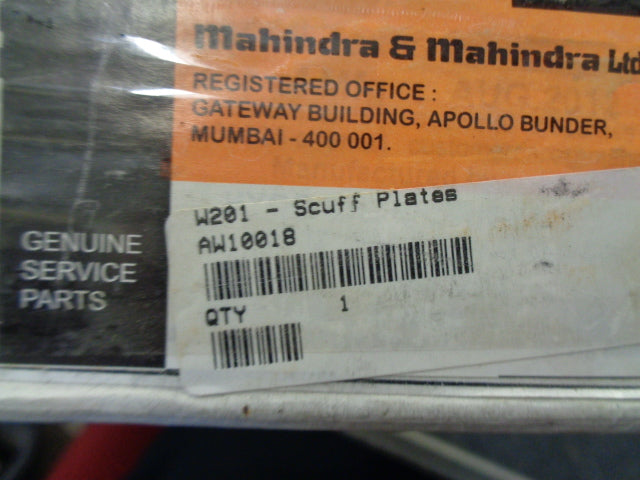 Mahindra & Mahindra Ltd
REGISTERED OFFICE :
GATEWAY BUILDING, APOLLO BUNDER,
MUMBAI - 400 001.
GENUINE
SERVICE
PARTS
W201 - Scuff Plates
AW10018
QTY 1